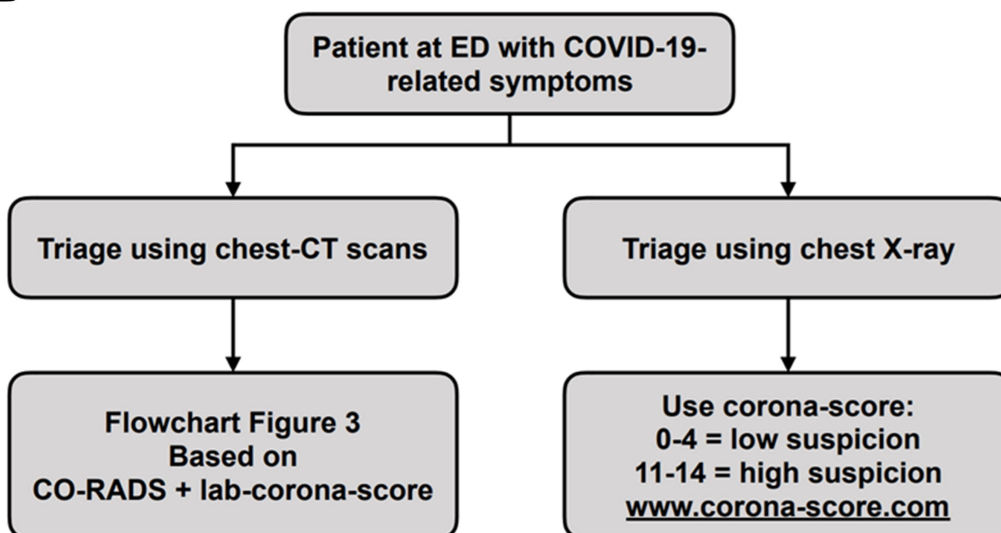 Patient at ED with COVID-19-
related symptoms
Triage using chest-CT scans
Triage using chest X-ray
Flowchart Figure 3
Based on
CO-RADS + lab-corona-score
Use corona-score:
0-4 = low suspicion
11-14 = high suspicion
www.corona-score.com